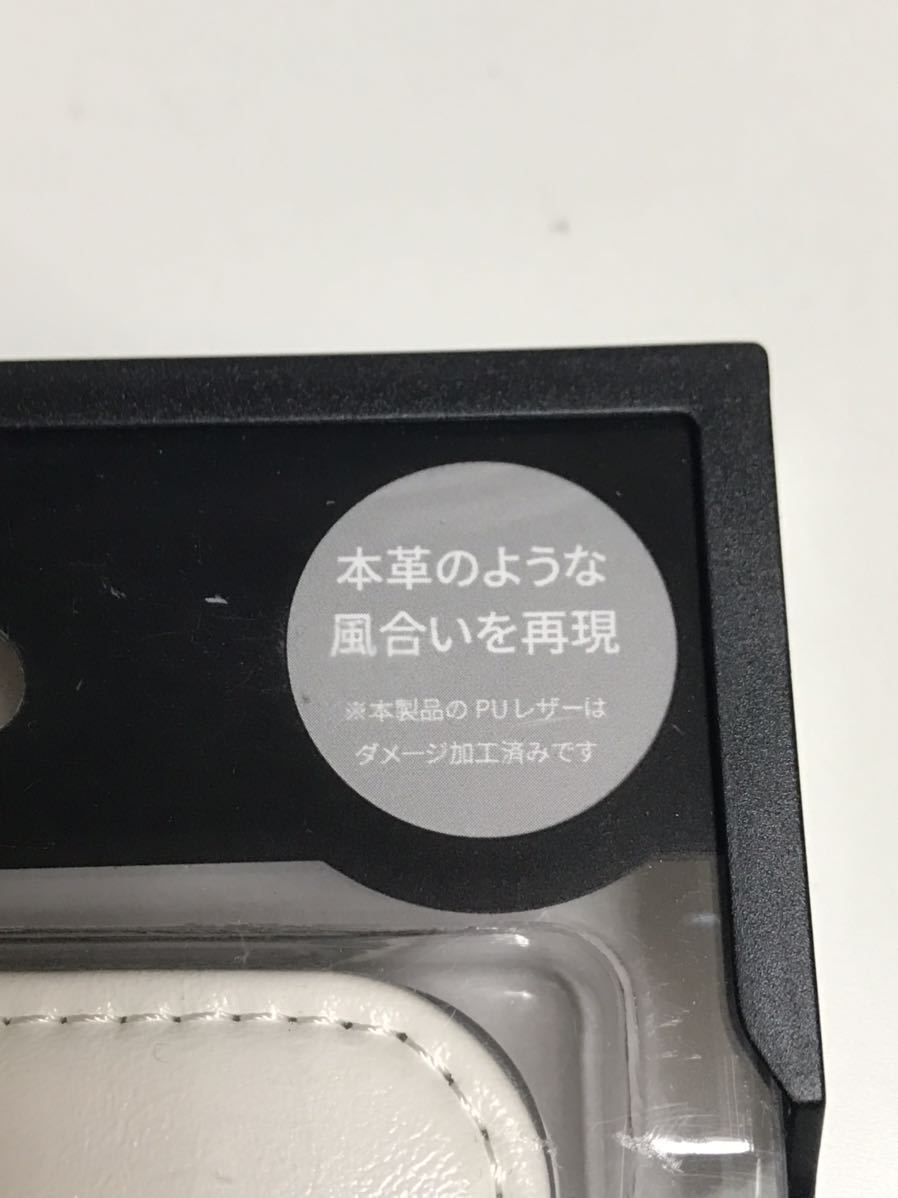 本革のような
風合いを再現
※本製品のPUレザーは
ダメージ加工済みです